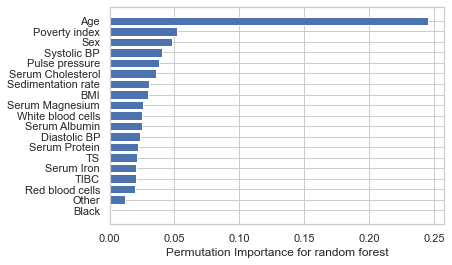 Age
Poverty index
Sex
Systolic BP
Pulse pressure
Serum Cholesterol
Sedimentation rate
BMI
Serum Magnesium
White blood cells
Serum Albumin
Diastolic BP
Serum Protein
TS
Serum Iron
TIBC
Red blood cells
Other
Black
0.00 0.05 0.10 0.15 0.20 0.25
Permutation Importance for random forest